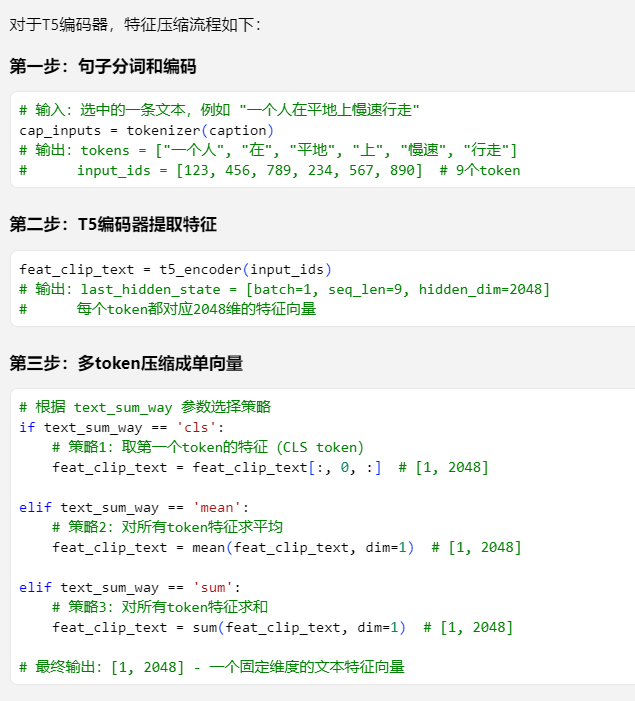 对于T5编码器，特征压缩流程如下：
第一步：句子分词和编码
# 输入：选中的一条文本，例如 "一个人在平地上慢速行走"
cap_inputs = tokenizer(caption)
# 输出：tokens = ["一个人", "在", "平地", "上", "慢速", "行走"]
#      input_ids = [123, 456, 789, 234, 567, 890]  # 9个token
第二步：T5编码器提取特征
feat_clip_text = t5_encoder(input_ids)
# 输出：last_hidden_state = [batch=1, seq_len=9, hidden_dim=2048]
#      每个token都对应2048维的特征向量
第三步：多token压缩成单向量
# 根据 text_sum_way 参数选择策略
if text_sum_way == 'cls':
    # 策略1：取第一个token的特征（CLS token）
    feat_clip_text = feat_clip_text[:, 0, :]  # [1, 2048]
elif text_sum_way == 'mean':
    # 策略2：对所有token特征求平均
    feat_clip_text = mean(feat_clip_text, dim=1)  # [1, 2048]
elif text_sum_way == 'sum':
    # 策略3：对所有token特征求和
    feat_clip_text = sum(feat_clip_text, dim=1)  # [1, 2048]
# 最终输出：[1, 2048] - 一个固定维度的文本特征向量